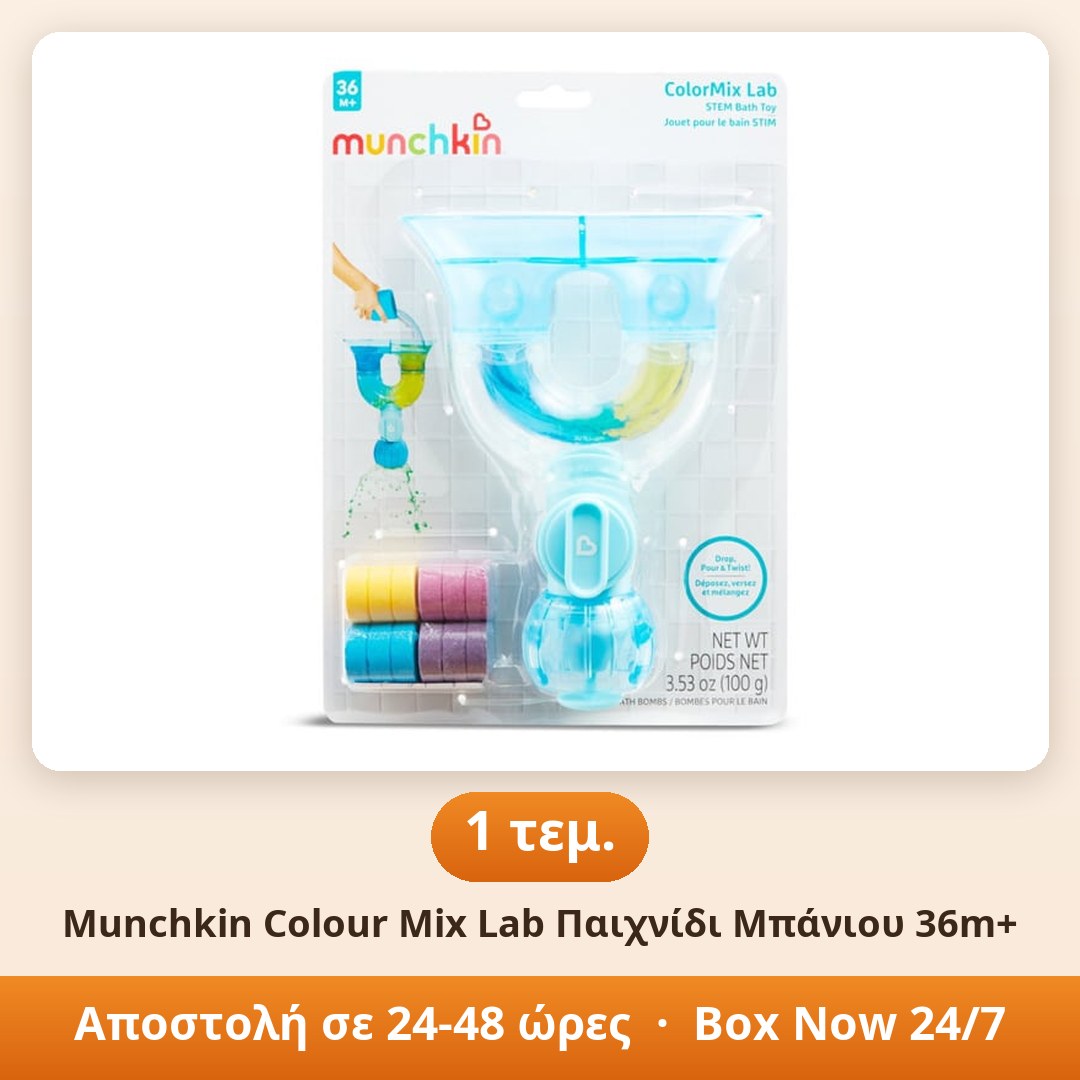 36
M+
munchkin
ColorMix Lab
STEM Bath Toy
Jouet pour le bain STIM
Drop,
Pour & Twist!
Déposez, versez
et mélangez
NET WT
POIDS NET
3.53 oz (100 g)
BATH BOMBS / BOMBES POUR LE BAIN
1 τεμ.
Munchkin Colour Mix Lab Παιχνίδι Μπάνιου 36m+
Αποστολή σε 24-48 ώρες · Box Now 24/7